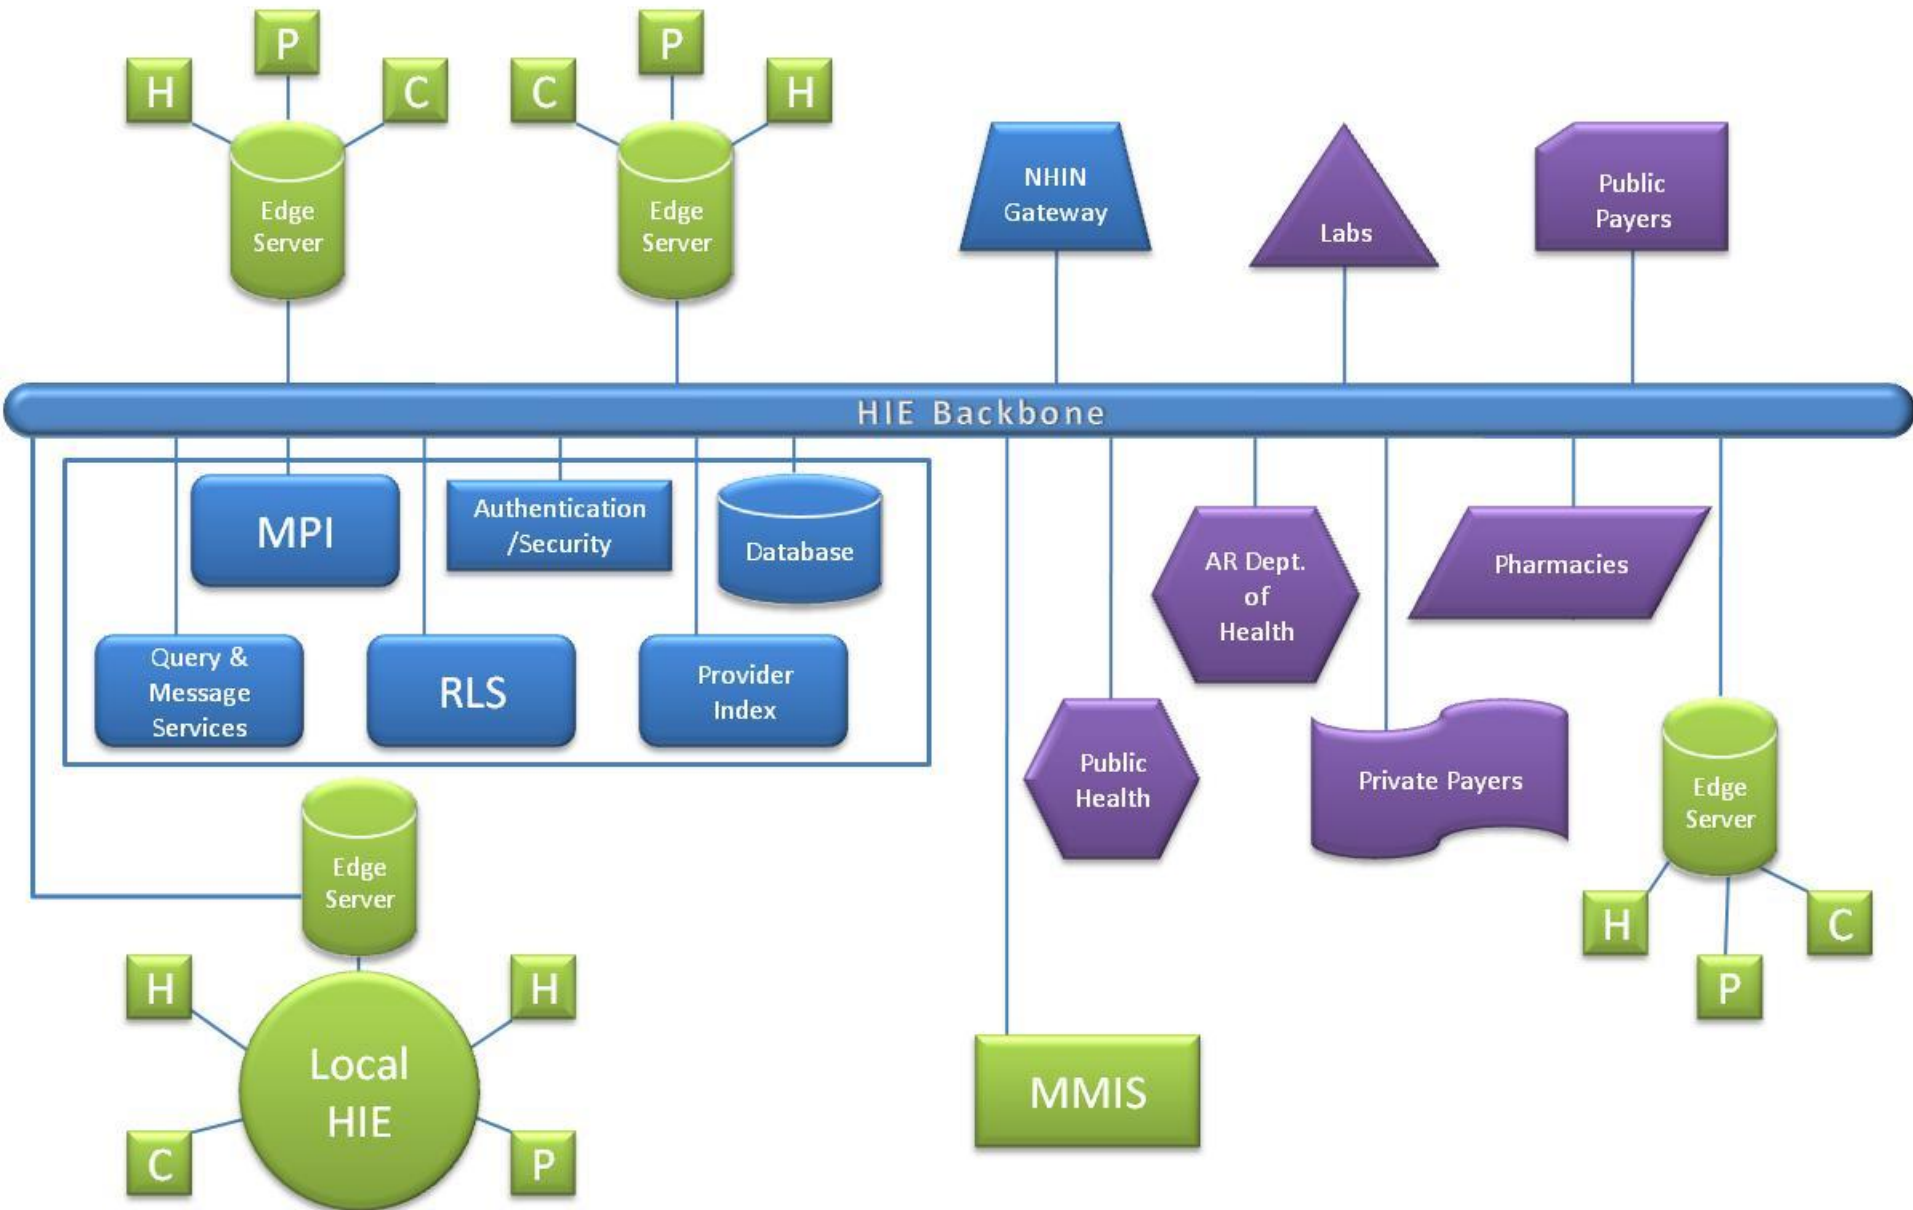 P
P
H
C
C
H
Edge
Server
Edge
Server
NHIN
Gateway
Labs
Public
Payers
HIE Backbone
MPI
Authentication
/Security
Database
Query &
Message
Services
RLS
Provider
Index
AR Dept.
of
Health
Pharmacies
Public
Health
Private Payers
Edge
Server
H
P
C
Edge
Server
H
H
Local
HIE
C
P
MMIS